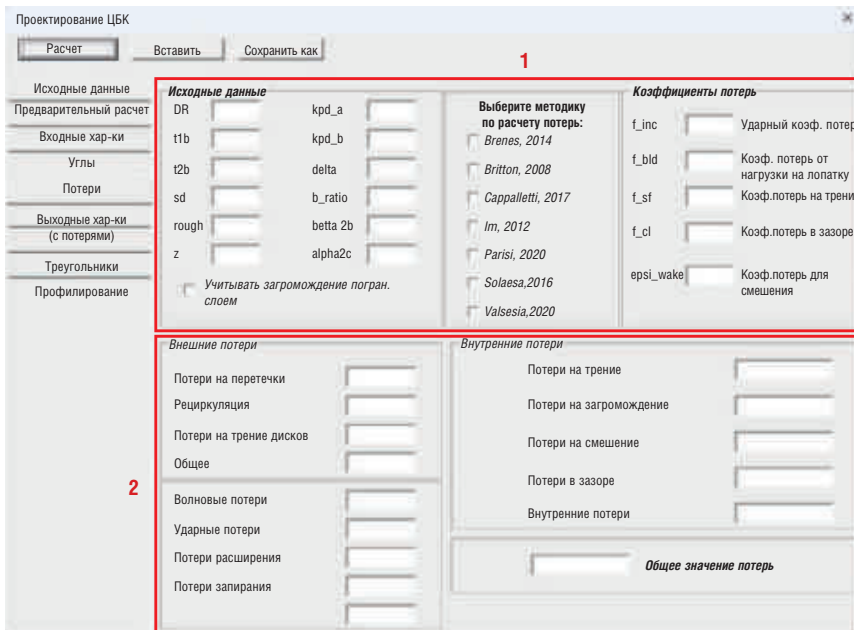 Проектирование ЦБК
Расчет
Вставить
Сохранить как
1
Исходные данные
Предварительный расчет
Входные хар-ки
Углы
Потери
Выходные хар-ки
(с потерями)
Треугольники
Профилирование
Исходные данные
DR
kpd_a
t1b
kpd_b
t2b
delta
sd
b_ratio
rough
betta 2b
z
alpha2c
Учитывать загромождение погран.
слоем
Выберите методику
по расчету потерь:
Brenes, 2014
Britton, 2008
Cappalletti, 2017
Im, 2012
Parisi, 2020
Solaesa,2016
Valsesia,2020
Коэффициенты потерь
f_inc
Ударный коэф. потер
f_bld
Коэф. потерь от
нагрузки на лопатку
f_sf
Коэф.потерь на трени
f_cl
Коэф.потерь в зазоре
epsi_wake
Коэф.потерь для
смешения
2
Внешние потери
Потери на перетечки
Рециркуляция
Потери на трение дисков
Общее
Волновые потери
Ударные потери
Потери расширения
Потери запирания
Внутренние потери
Потери на трение
Потери на загромождение
Потери на смешение
Потери в зазоре
Внутренние потери
Общее значение потерь